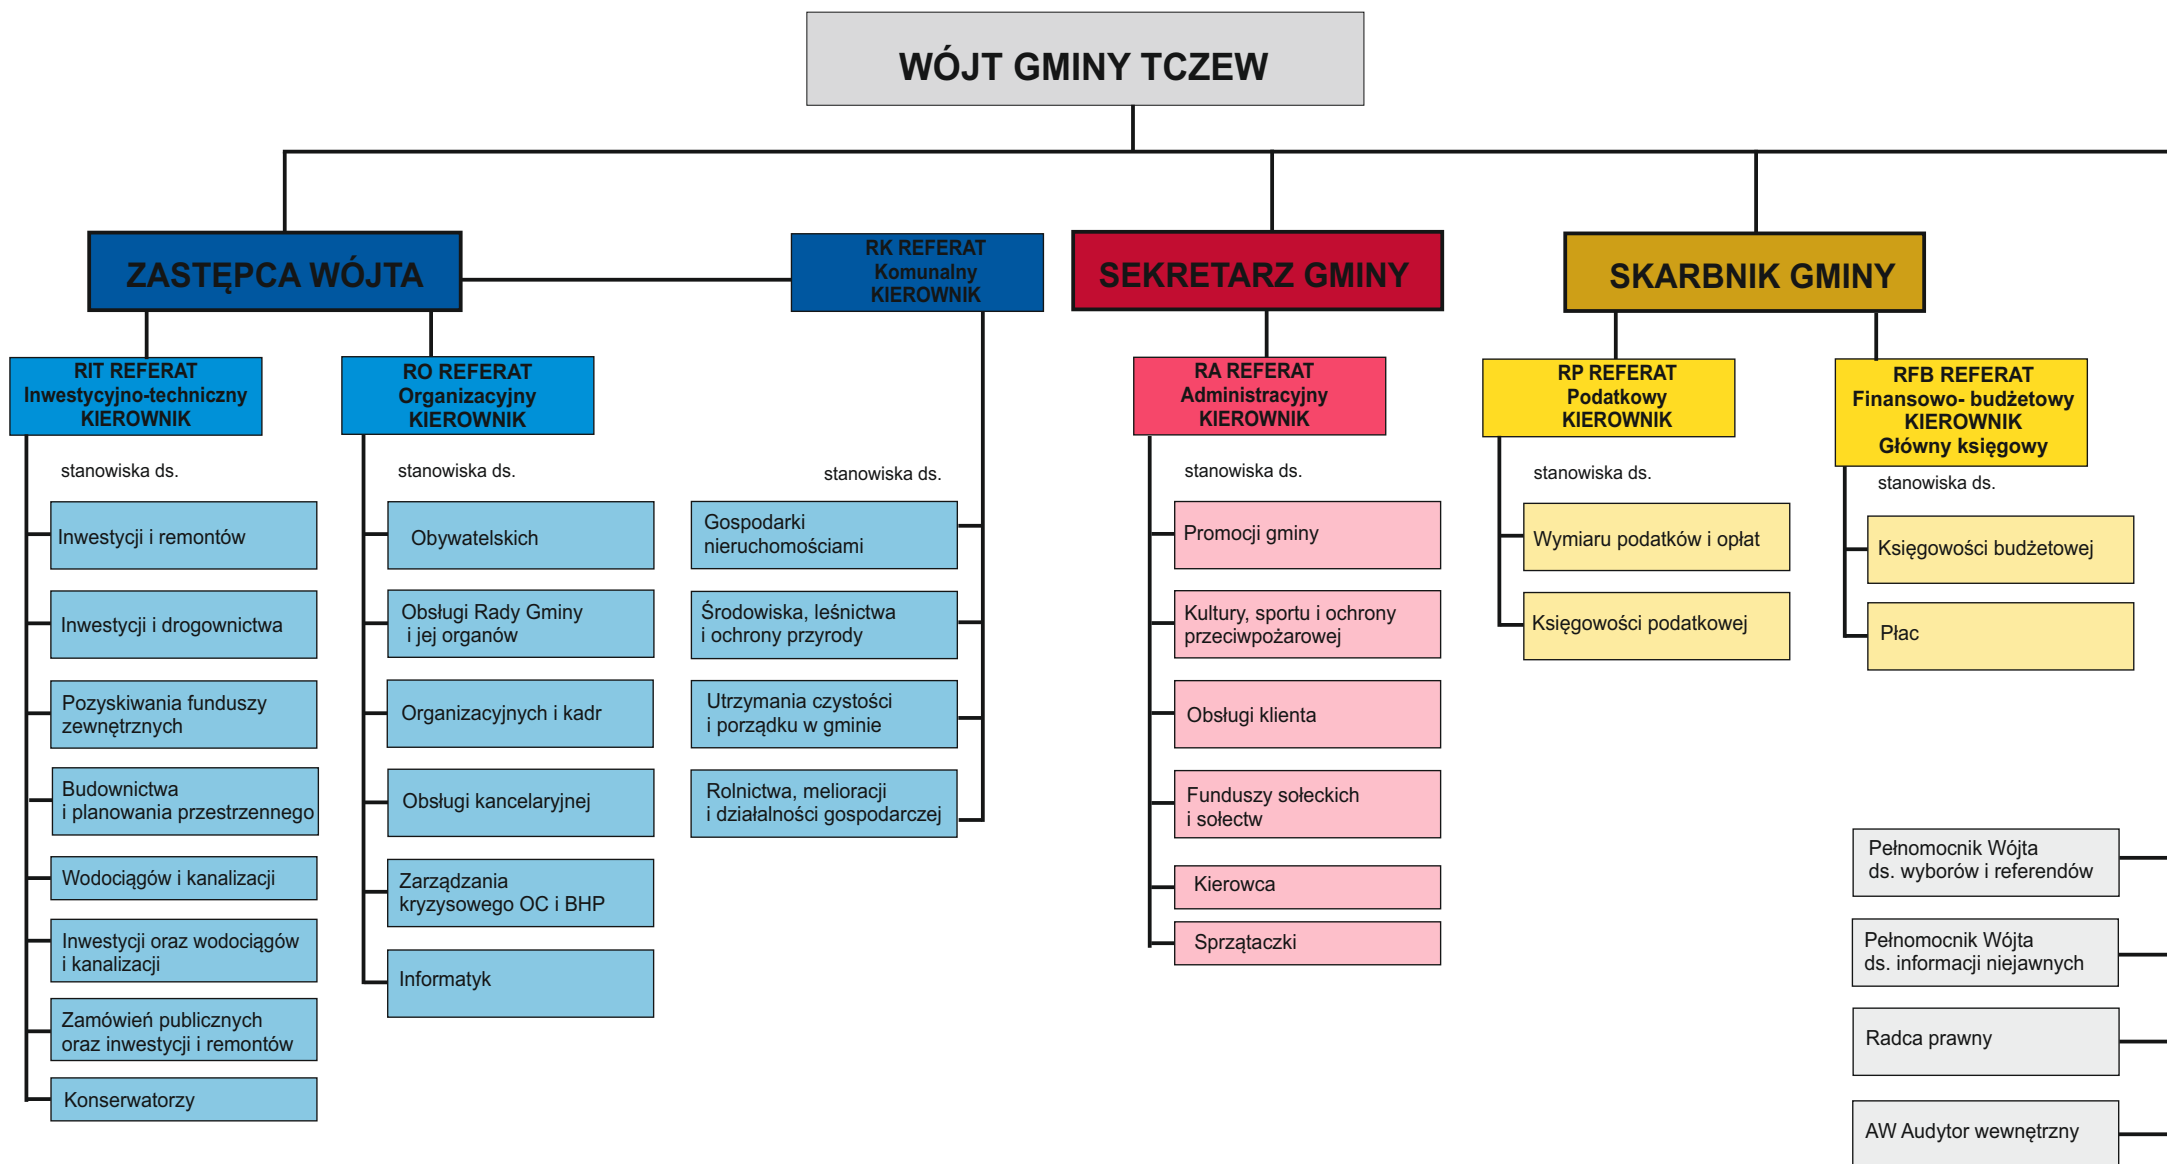 WÓJT GMINY TCZEW
ZASTĘPCA WÓJTA
RK REFERAT
Komunalny
KIEROWNIK
SEKRETARZ GMINY
SKARBNIK GMINY
RIT REFERAT
Inwestycyjno-techniczny
KIEROWNIK
stanowiska ds.
Inwestycji i remontów
Inwestycji i drogownictwa
Pozyskiwania funduszy
zewnętrznych
Budownictwa
i planowania przestrzennego
Wodociągów i kanalizacji
Inwestycji oraz wodociągów
i kanalizacji
Zamówień publicznych
oraz inwestycji i remontów
Konserwatorzy
RO REFERAT
Organizacyjny
KIEROWNIK
stanowiska ds.
Obywatelskich
Obsługi Rady Gminy
i jej organów
Organizacyjnych i kadr
Obsługi kancelaryjnej
Zarządzania
kryzysowego OC i BHP
Informatyk
stanowiska ds.
Gospodarki
nieruchomościami
Środowiska, leśnictwa
i ochrony przyrody
Utrzymania czystości
i porządku w gminie
Rolnictwa, melioracji
i działalności gospodarczej
RA REFERAT
Administracyjny
KIEROWNIK
stanowiska ds.
Promocji gminy
Kultury, sportu i ochrony
przeciwpożarowej
Obsługi klienta
Funduszy sołeckich
i sołectw
Kierowca
Sprzątaczki
RP REFERAT
Podatkowy
KIEROWNIK
stanowiska ds.
Wymiaru podatków i opłat
Księgowości podatkowej
RFB REFERAT
Finansowo- budżetowy
KIEROWNIK
Główny księgowy
stanowiska ds.
Księgowości budżetowej
Płac
Pełnomocnik Wójta
ds. wyborów i referendów
Pełnomocnik Wójta
ds. informacji niejawnych
Radca prawny
AW Audytor wewnętrzny